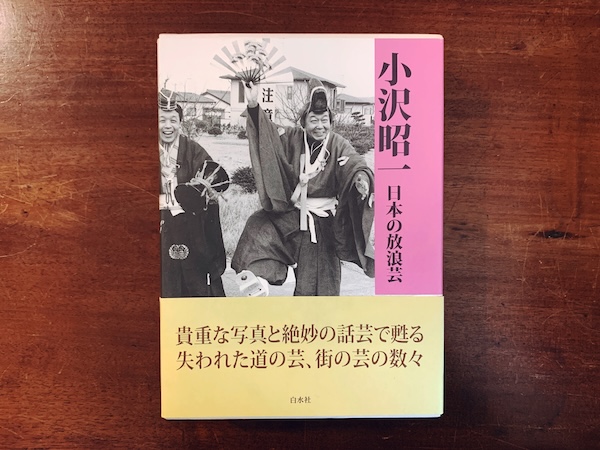 小沢昭一
日本の放浪芸
注意
貴重な写真と絶妙の話芸で甦る
失われた道の芸、街の芸の数々
白水社